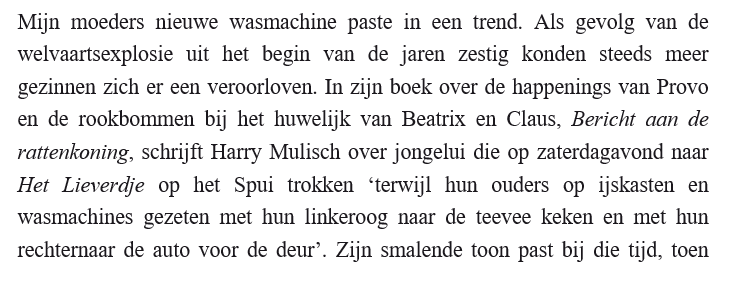 Mijn moeders nieuwe wasmachine paste in een trend. Als gevolg van de
welvaartsexplosie uit het begin van de jaren zestig konden steeds meer
gezinnen zich er een veroorloven. In zijn boek over de happenings van Provo
en de rookbommen bij het huwelijk van Beatrix en Claus, Bericht aan de
rattenkoning, schrijft Harry Mulisch over jongelui die op zaterdagavond naar
Het Lieverdje op het Spui trokken ‘terwijl hun ouders op ijskasten en
wasmachines gezeten met hun linkeroog naar de teevee keken en met hun
rechternaar de auto voor de deur’. Zijn smalende toon past bij die tijd, toen